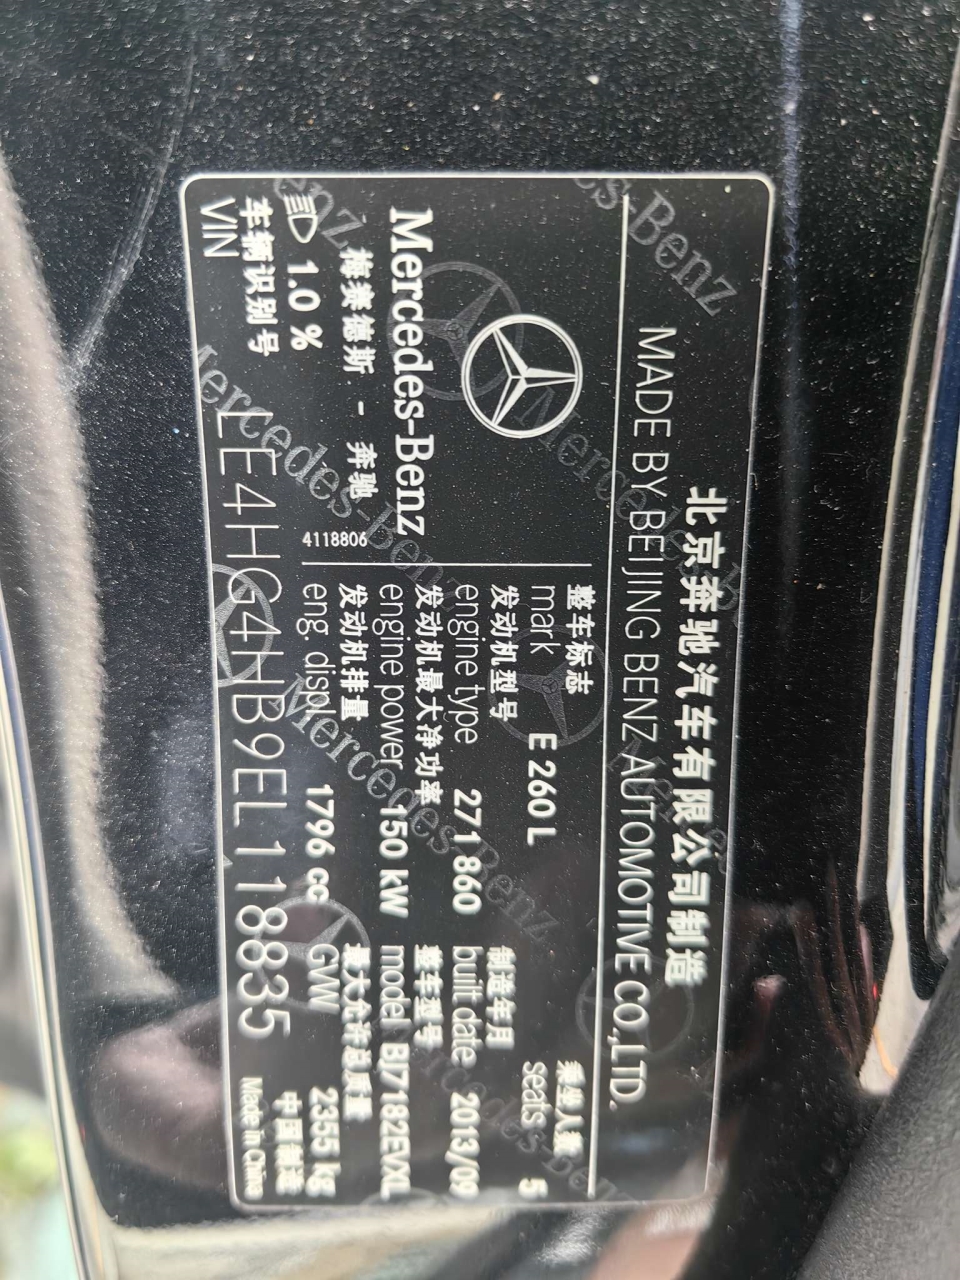 北京奔驰汽车有限公司制造
MADE BY BEIJING BENZ AUTOMOTIVE CO.,LTD.
Mercedes-Benz
梅赛德斯 - 奔驰
4118806
整车标志
mark E 260 L
乘坐人数
seats 5
发动机型号
engine type 271 860
制造年月
built date 2013/09
发动机最大净功率
engine power 150 kW
整车型号
model BJ7182EVXL
发动机排量
eng. displ. 1796 cc
最大允许总质量
GVW 2355 kg
1.0 %
车辆识别号
VIN LE4HG4HB9EL118835
中国制造
Made in China